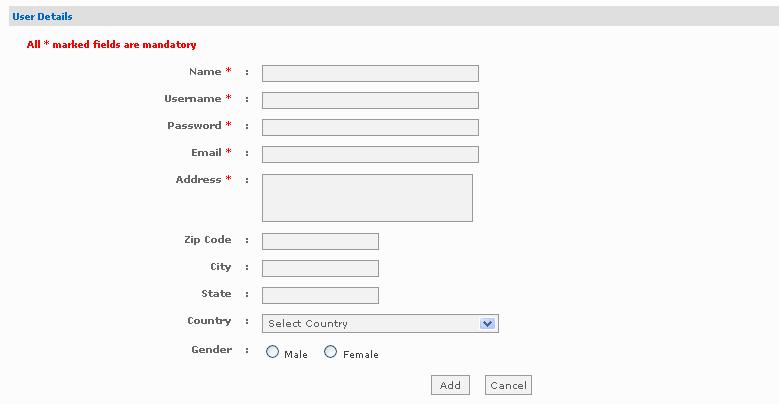 User Details
All * marked fields are mandatory
Name * :
Username * :
Password * :
Email * :
Address * :
Zip Code :
City :
State :
Country : Select Country
Gender : Male Female
Add Cancel